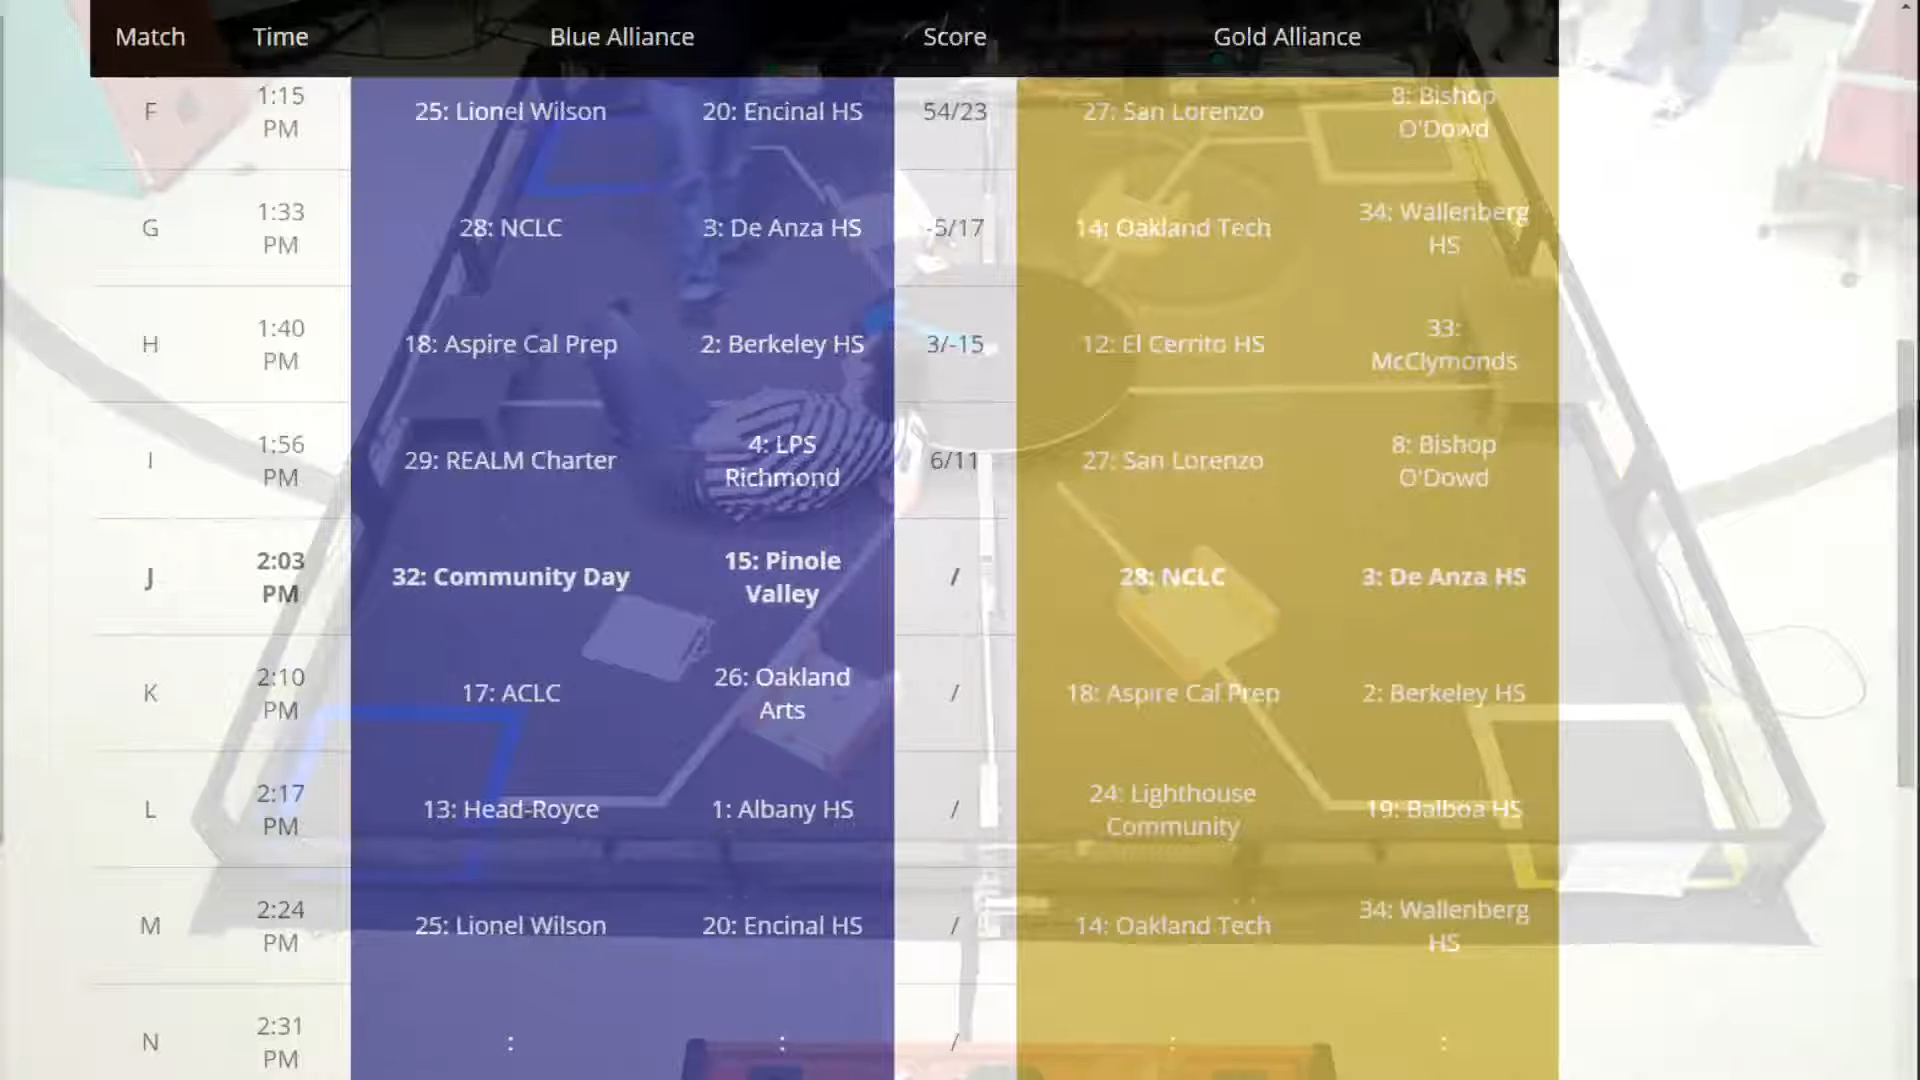 Match Time Blue Alliance Score Gold Alliance
F 1:15 PM 25: Lionel Wilson 20: Encinal HS 54/23 27: San Lorenzo 8: Bishop O'Dowd
G 1:33 PM 28: NCLC 3: De Anza HS -5/17 14: Oakland Tech 34: Wallenberg HS
H 1:40 PM 18: Aspire Cal Prep 2: Berkeley HS 3/-15 12: El Cerrito HS 33: McClymonds
I 1:56 PM 29: REALM Charter 4: LPS Richmond 6/11 27: San Lorenzo 8: Bishop O'Dowd
J 2:03 PM 32: Community Day 15: Pinole Valley / 28: NCLC 3: De Anza HS
K 2:10 PM 17: ACLC 26: Oakland Arts / 18: Aspire Cal Prep 2: Berkeley HS
L 2:17 PM 13: Head-Royce 1: Albany HS / 24: Lighthouse Community 19: Balboa HS
M 2:24 PM 25: Lionel Wilson 20: Encinal HS / 14: Oakland Tech 34: Wallenberg HS
N 2:31 PM : : / : :